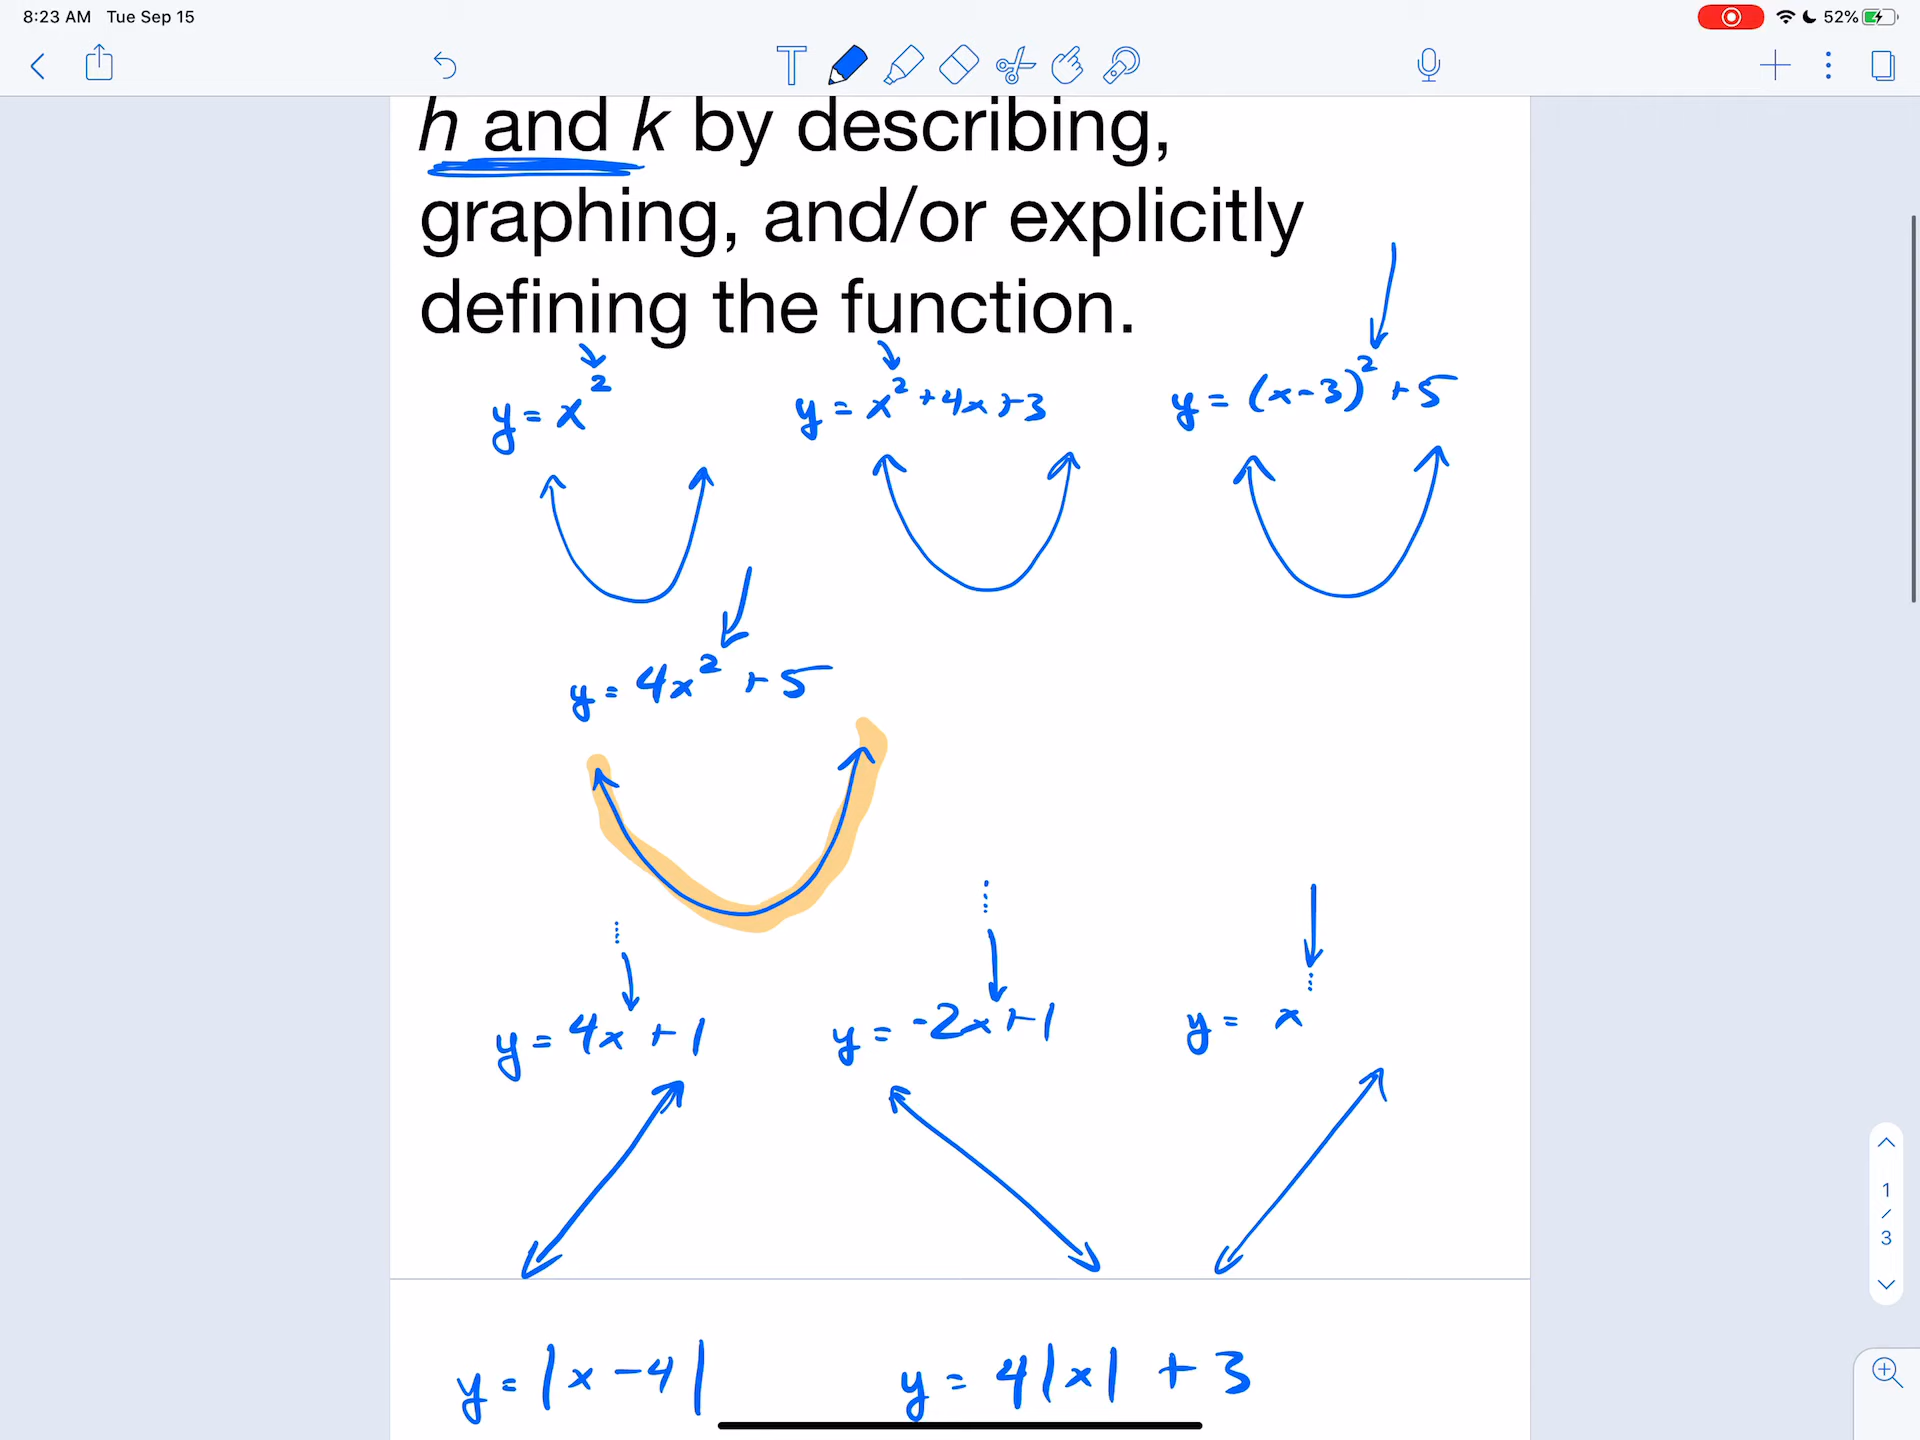 8:23 AM Tue Sep 15
52%
h and k by describing,
graphing, and/or explicitly
defining the function.
y = x²
y = x² + 4x + 3
y = (x-3)² + 5
y = 4x² + 5
y = 4x + 1
y = -2x + 1
y = x
1
/
3
y = |x - 4|
y = 4|x| + 3